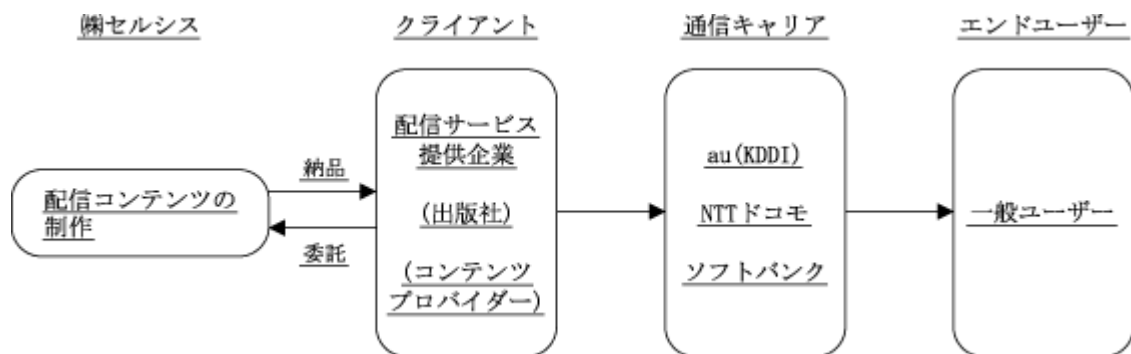 ㈱セルシス
クライアント
通信キャリア
エンドユーザー
配信コンテンツの
制作
納品
委託
配信サービス
提供企業
(出版社)
(コンテンツ
プロバイダー)
au(KDDI)
NTTドコモ
ソフトバンク
一般ユーザー